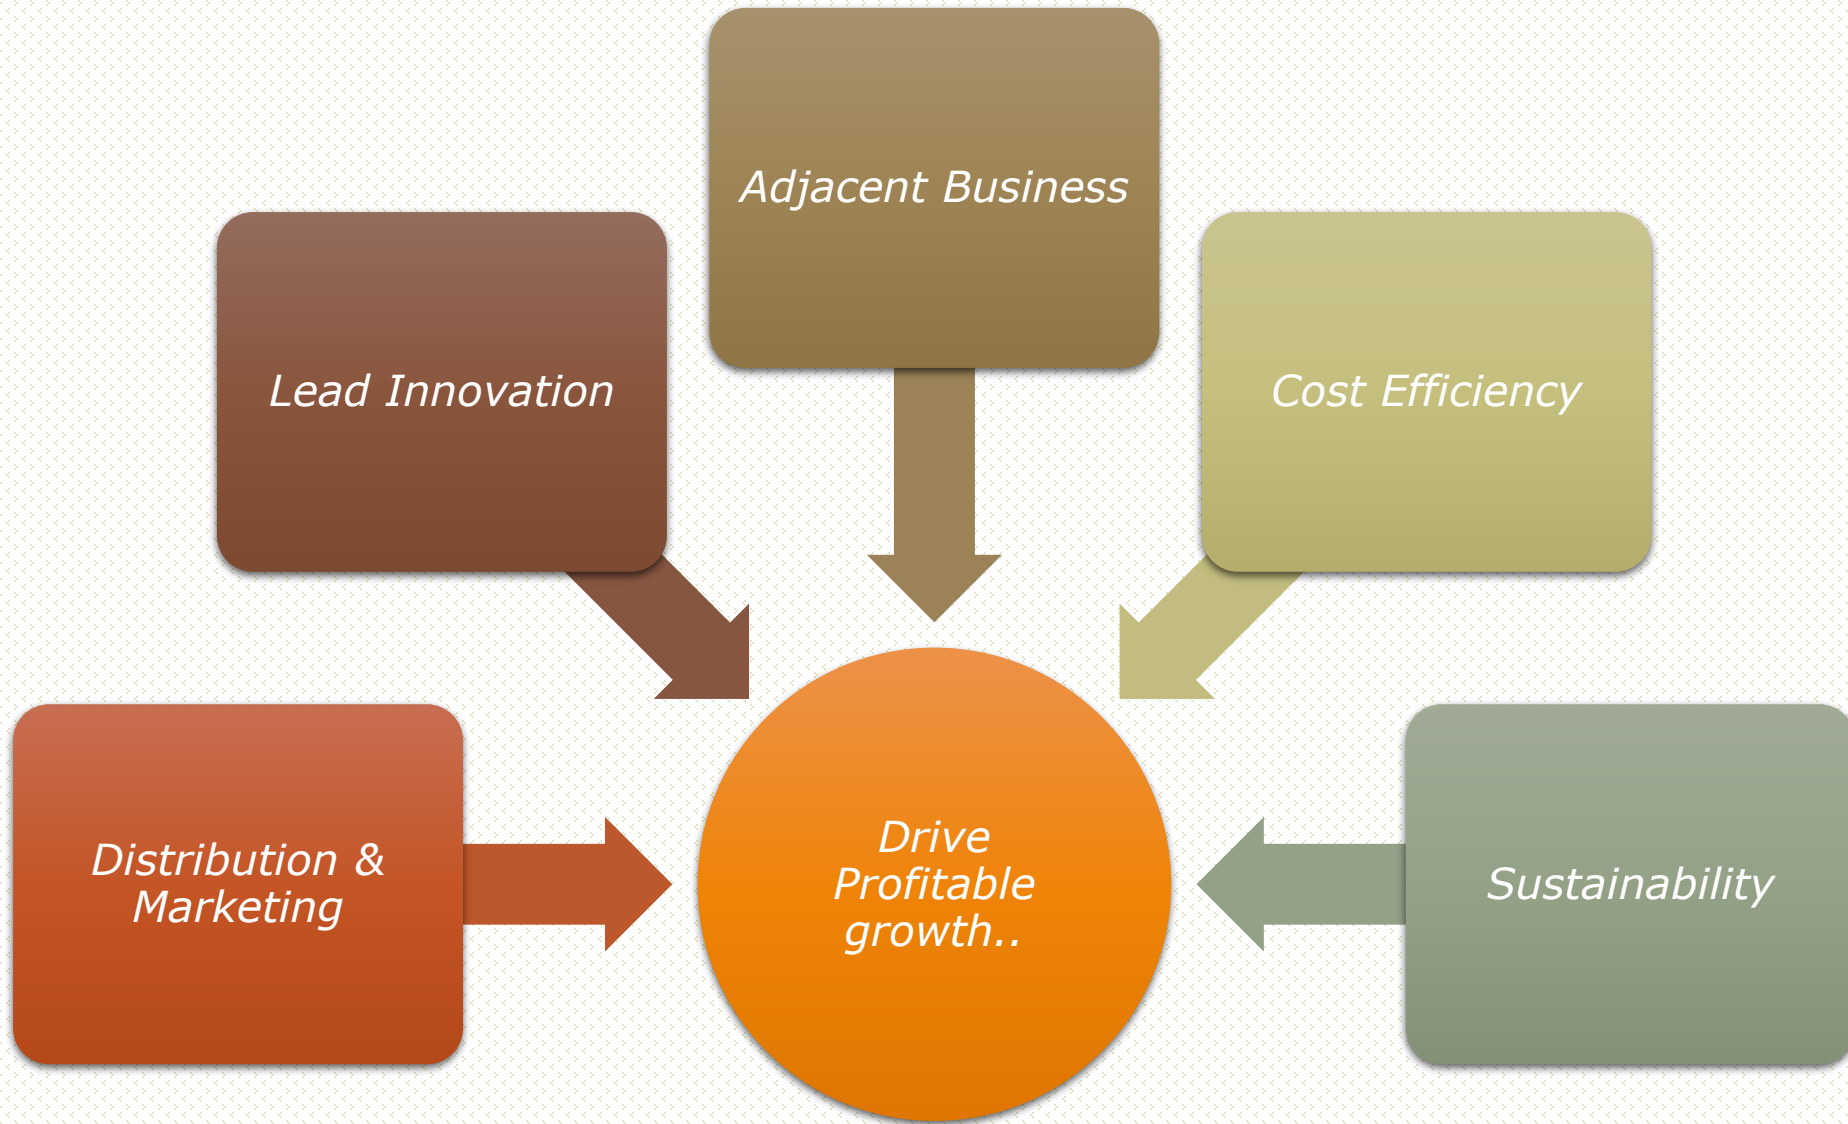 Adjacent Business
Lead Innovation
Cost Efficiency
Distribution &
Marketing
Drive
Profitable
growth..
Sustainability